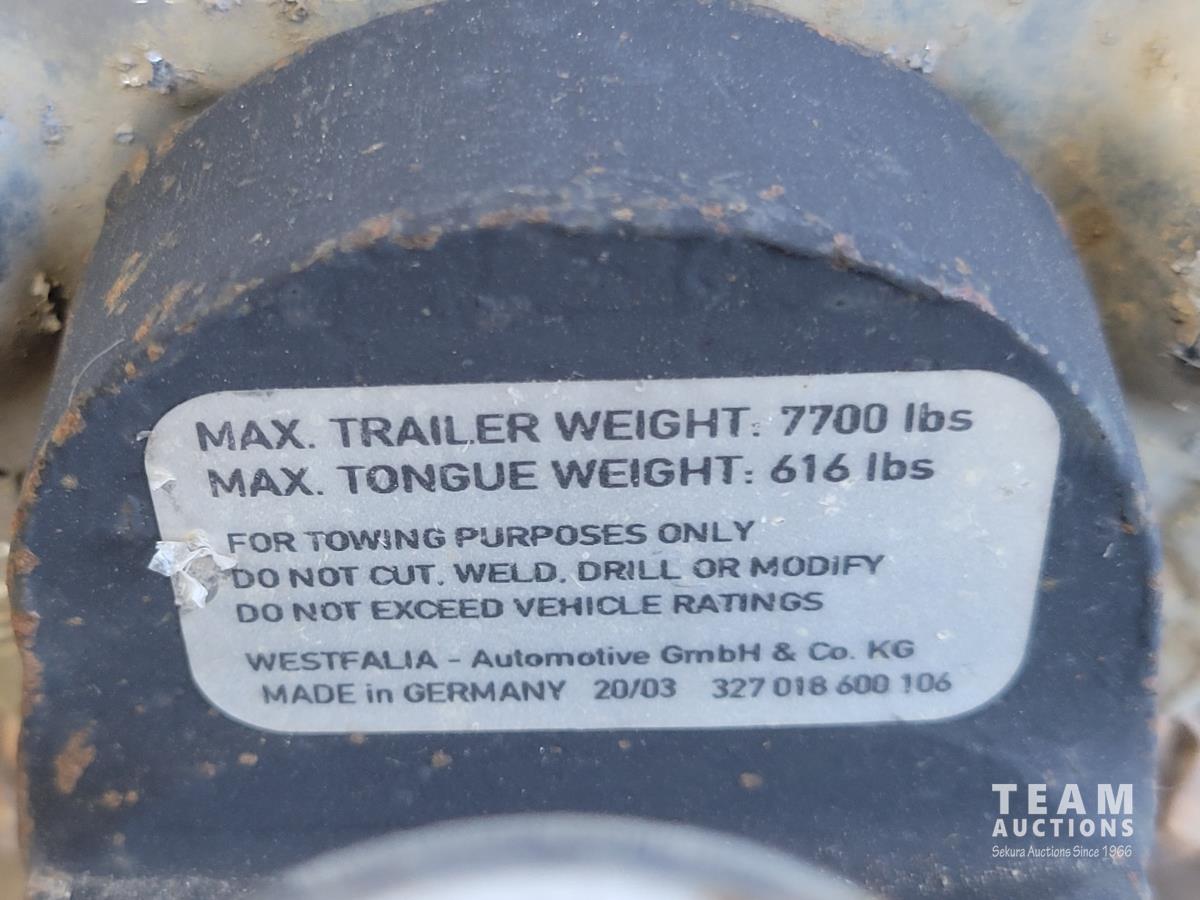 MAX. TRAILER WEIGHT: 7700 lbs
MAX. TONGUE WEIGHT: 616 lbs
FOR TOWING PURPOSES ONLY
DO NOT CUT, WELD, DRILL OR MODIFY
DO NOT EXCEED VEHICLE RATINGS
WESTFALIA - Automotive GmbH & Co. KG
MADE in GERMANY 20/03 327 018 600 106
TEAM
AUCTIONS
Sekura Auctions Since 1966